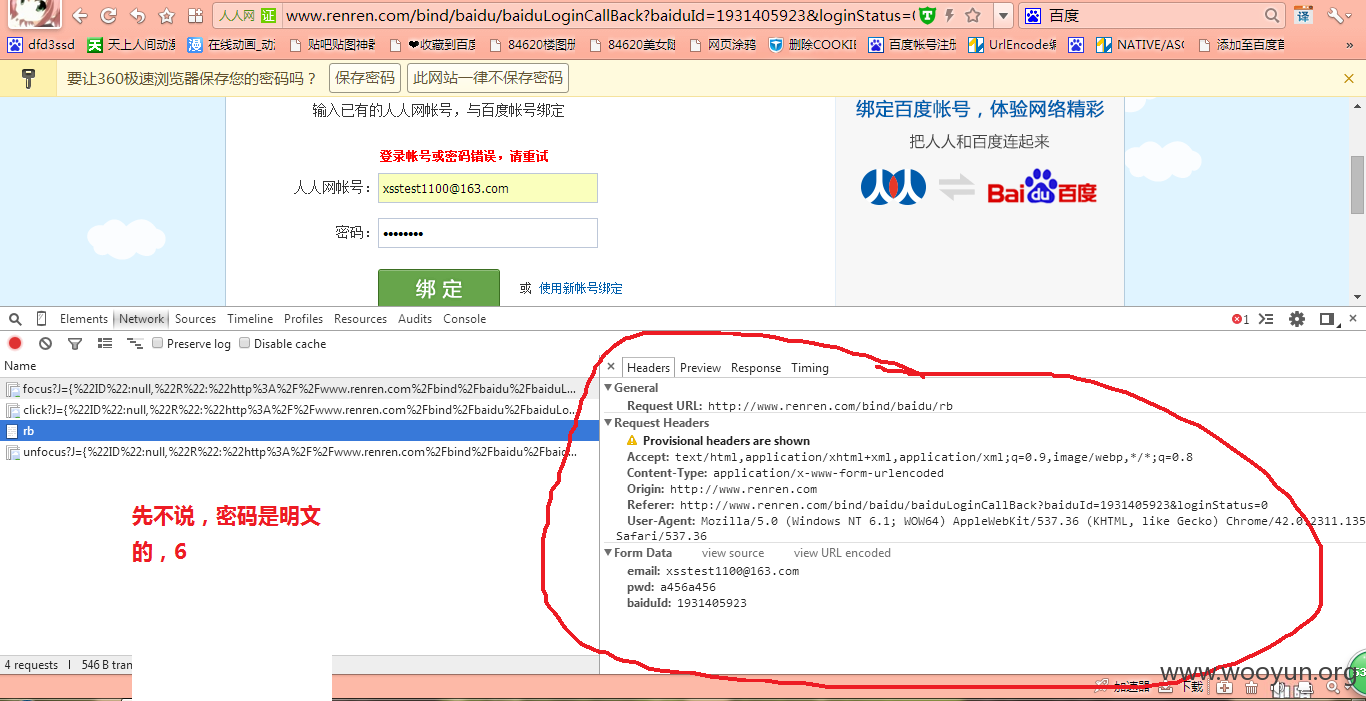 人人网 证 www.renren.com/bind/baidu/baiduLoginCallBack?baiduId=1931405923&loginStatus=( 百度 译
dfd3ssd 天上人间动漫 在线动画_动漫 贴吧贴图神器 ❤收藏到百度 84620楼图册 84620美女 网页涂鸦 删除COOKIE 百度帐号注册 UrlEncode编 NATIVE/ASC 添加至百度首 »
要让360极速浏览器保存您的密码吗？ 保存密码 此网站一律不保存密码
输入已有的人人网帐号，与百度帐号绑定
绑定百度帐号，体验网络精彩
把人人和百度连起来
Bai du 百度
登录帐号或密码错误，请重试
人人网帐号： xsstest1100@163.com
密码： ••••••••
绑 定 或 使用新帐号绑定
Elements Network Sources Timeline Profiles Resources Audits Console 1
Preserve log Disable cache
Name
Headers Preview Response Timing
focus?J={%22ID%22:null,%22R%22:%22http%3A%2F%2Fwww.renren.com%2Fbind%2Fbaidu%2FbaiduL...
click?J={%22ID%22:null,%22R%22:%22http%3A%2F%2Fwww.renren.com%2Fbind%2Fbaidu%2FbaiduLo...
rb
unfocus?J={%22ID%22:null,%22R%22:%22http%3A%2F%2Fwww.renren.com%2Fbind%2Fbaidu%2Fbaid...
General
Request URL: http://www.renren.com/bind/baidu/rb
Request Headers
Provisional headers are shown
Accept: text/html,application/xhtml+xml,application/xml;q=0.9,image/webp,*/*;q=0.8
Content-Type: application/x-www-form-urlencoded
Origin: http://www.renren.com
Referer: http://www.renren.com/bind/baidu/baiduLoginCallBack?baiduId=1931405923&loginStatus=0
User-Agent: Mozilla/5.0 (Windows NT 6.1; WOW64) AppleWebKit/537.36 (KHTML, like Gecko) Chrome/42.0.2311.135
Safari/537.36
Form Data view source view URL encoded
email: xsstest1100@163.com
pwd: a456a456
baiduId: 1931405923
先不说，密码是明文
的，6
4 requests | 546 B tran
www.wooyun.org
加速器 下载